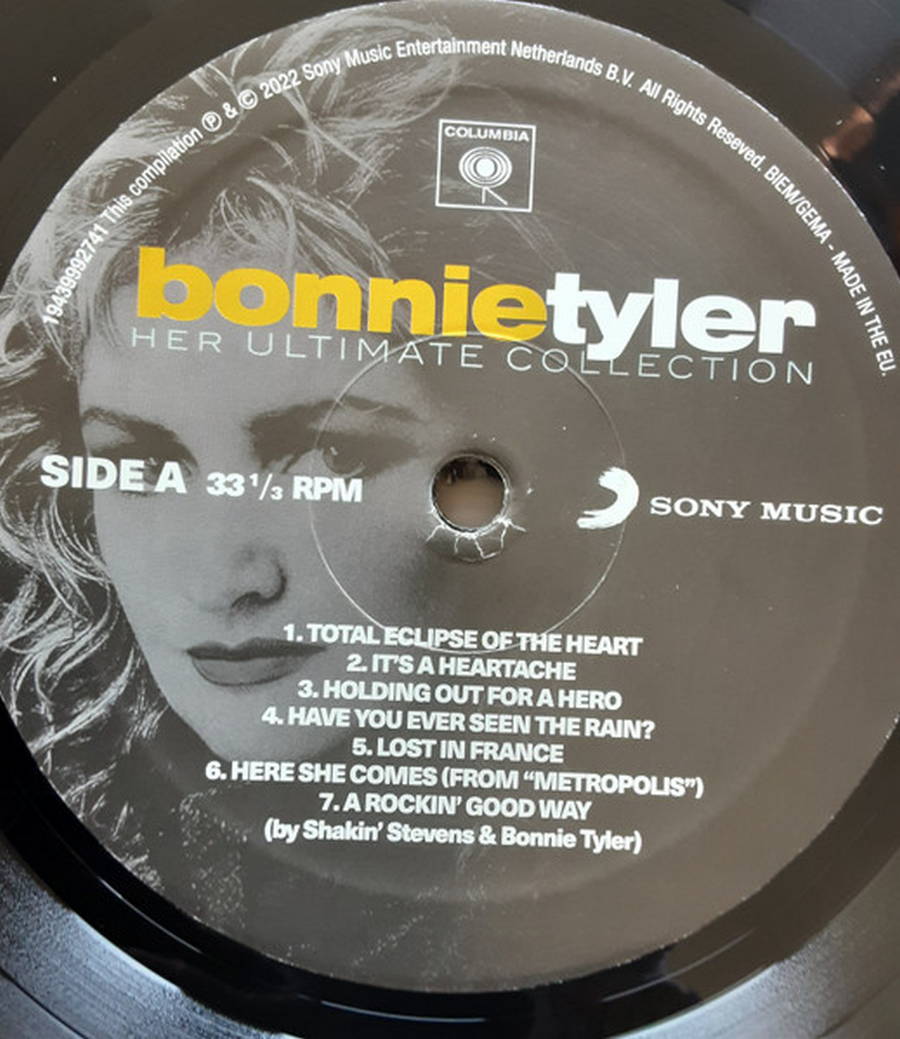 19439992741 This compilation ℗ & © 2022 Sony Music Entertainment Netherlands B.V. All Rights Reseved. BIEM/GEMA - MADE IN THE EU.
COLUMBIA
bonnietyler
HER ULTIMATE COLLECTION
SIDE A 33 1/3 RPM
SONY MUSIC
1. TOTAL ECLIPSE OF THE HEART
2. IT'S A HEARTACHE
3. HOLDING OUT FOR A HERO
4. HAVE YOU EVER SEEN THE RAIN?
5. LOST IN FRANCE
6. HERE SHE COMES (FROM “METROPOLIS”)
7. A ROCKIN' GOOD WAY
(by Shakin' Stevens & Bonnie Tyler)